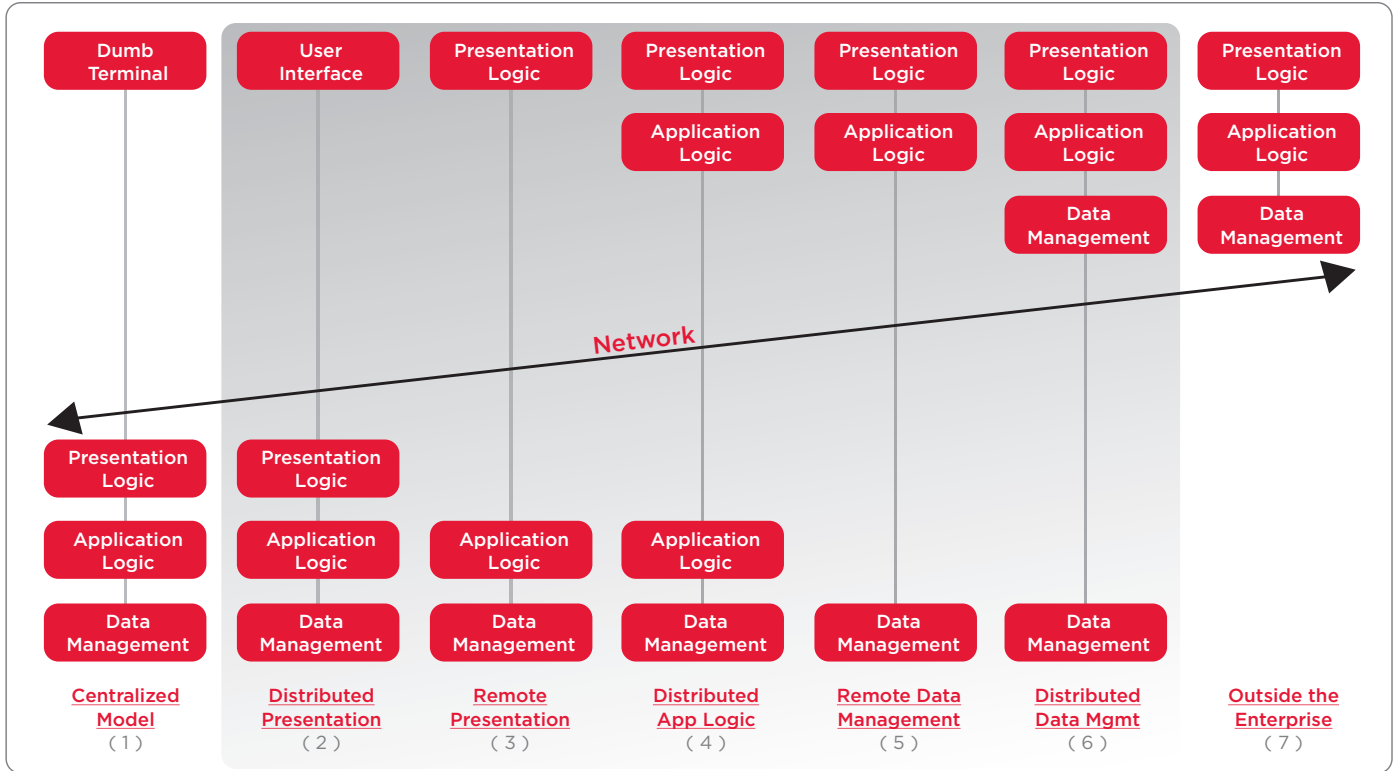 Dumb
Terminal
User
Interface
Presentation
Logic
Presentation
Logic
Presentation
Logic
Presentation
Logic
Presentation
Logic
Application
Logic
Application
Logic
Application
Logic
Application
Logic
Data
Management
Data
Management
Network
Presentation
Logic
Presentation
Logic
Application
Logic
Application
Logic
Application
Logic
Application
Logic
Data
Management
Data
Management
Data
Management
Data
Management
Data
Management
Data
Management
Centralized
Model
( 1 )
Distributed
Presentation
( 2 )
Remote
Presentation
( 3 )
Distributed
App Logic
( 4 )
Remote Data
Management
( 5 )
Distributed
Data Mgmt
( 6 )
Outside the
Enterprise
( 7 )